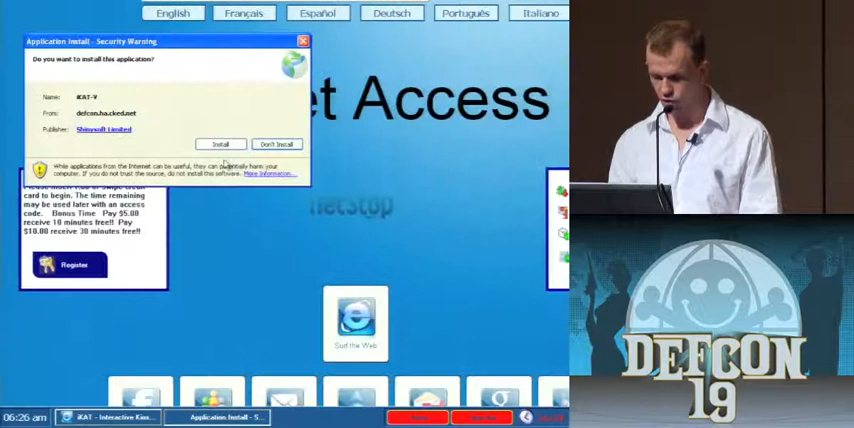 English
Français
Español
Deutsch
Português
Italiano
Application Install - Security Warning
Do you want to install this application?
Name: iKAT-V
From: defcon.ha.cked.net
Publisher: Shinysoft Limited
Install
Don't Install
While applications from the Internet can be useful, they can potentially harm your
computer. If you do not trust the source, do not install this software. More Information...
et Access
card to begin. The time remaining
may be used later with an access
code. Bonus Time Pay $5.00
receive 10 minutes free!! Pay
$10.00 receive 30 minutes free!!
Register
netStop
Surf the Web
06:26 am
iKAT - Interactive Kios...
Application Install - S...
DEFCON
19